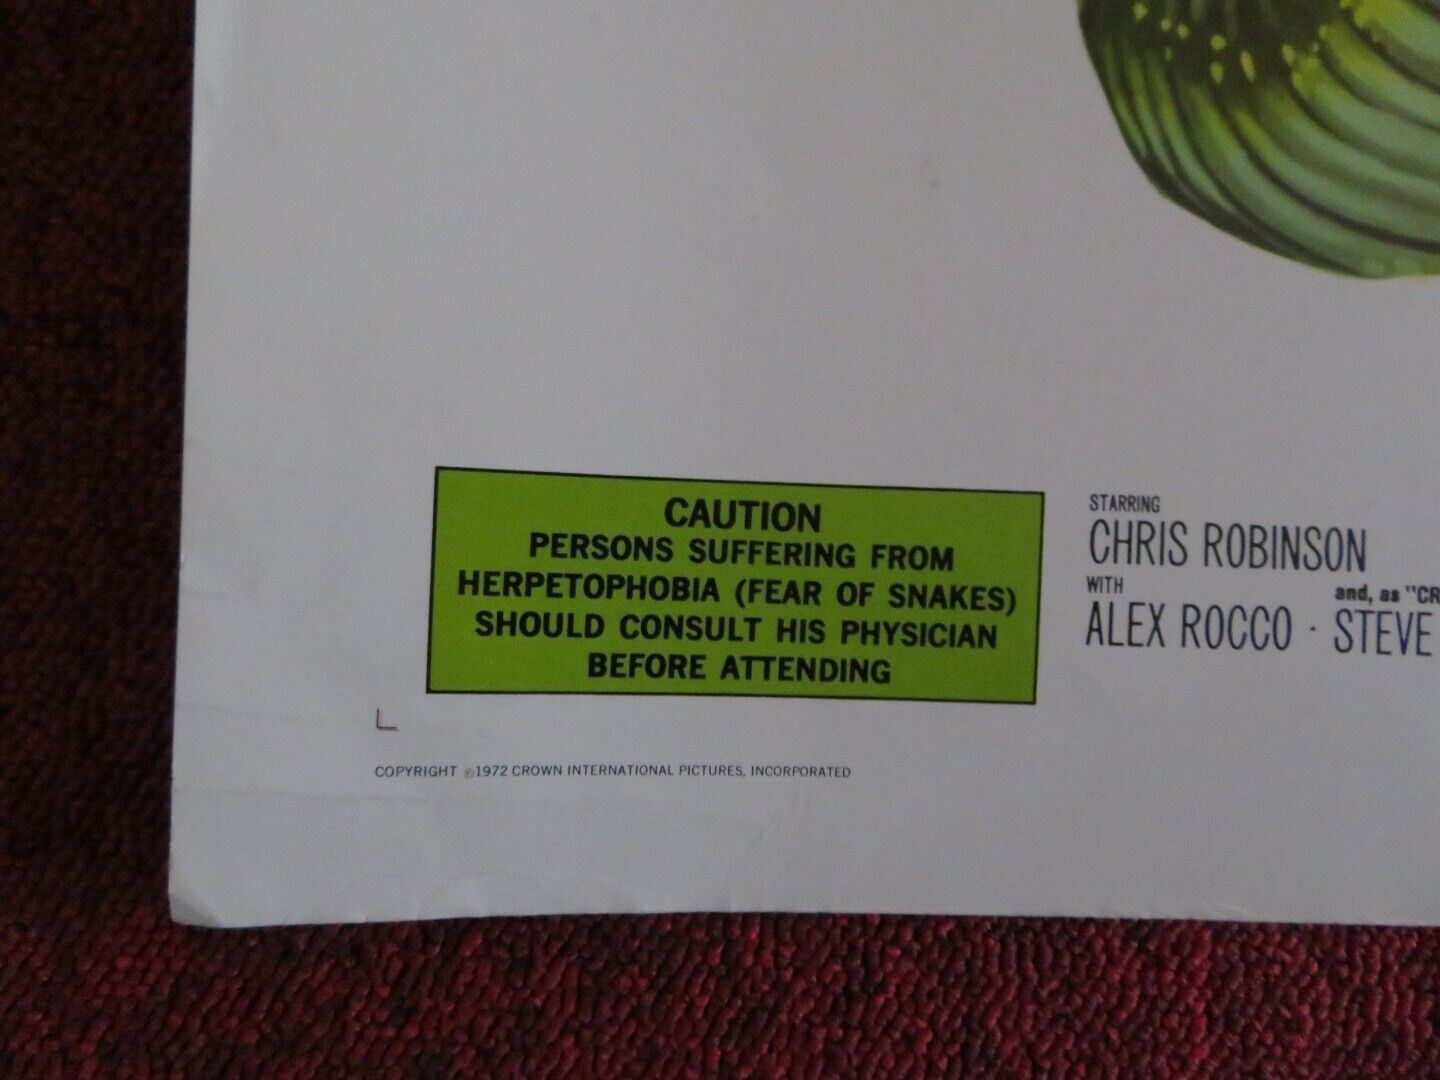 CAUTION
PERSONS SUFFERING FROM
HERPETOPHOBIA (FEAR OF SNAKES)
SHOULD CONSULT HIS PHYSICIAN
BEFORE ATTENDING
STARRING
CHRIS ROBINSON
WITH
ALEX ROCCO ·
and, as "CR
STEVE
COPYRIGHT ©1972 CROWN INTERNATIONAL PICTURES, INCORPORATED